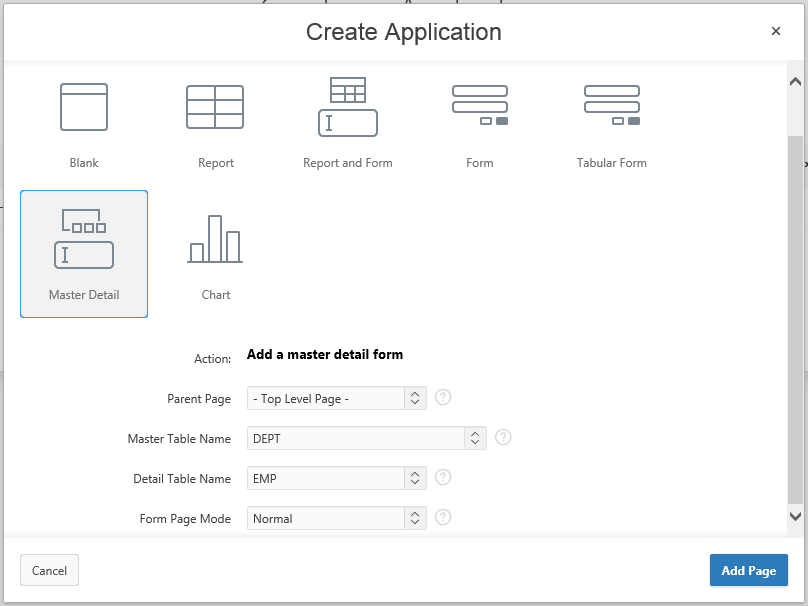 Create Application
Blank
Report
Report and Form
Form
Tabular Form
Master Detail
Chart
Action: Add a master detail form
Parent Page - Top Level Page -
Master Table Name DEPT
Detail Table Name EMP
Form Page Mode Normal
Cancel Add Page